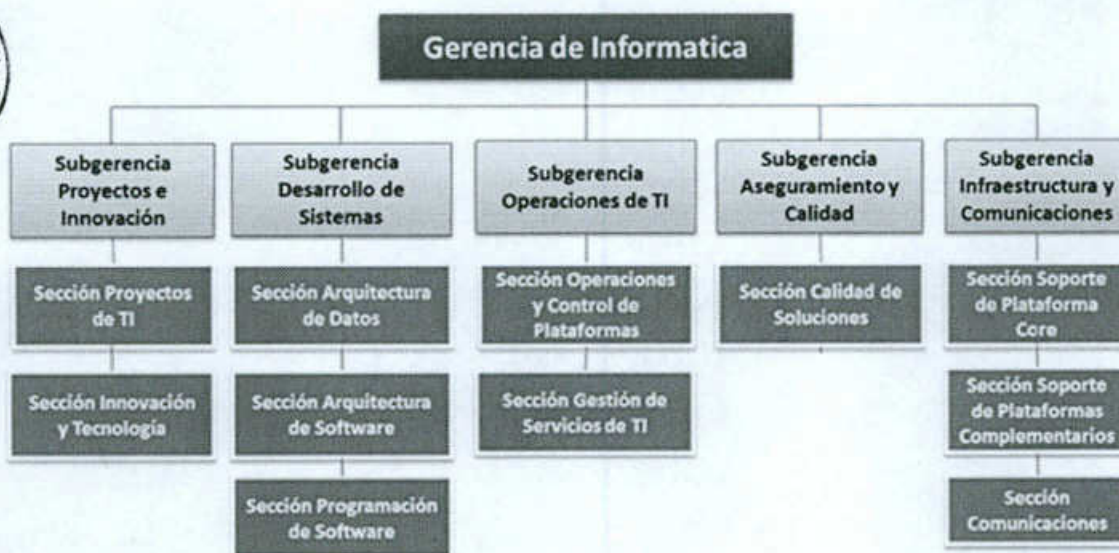 Gerencia de Informatica
Subgerencia
Proyectos e
Innovación
Subgerencia
Desarrollo de
Sistemas
Subgerencia
Operaciones de TI
Subgerencia
Aseguramiento y
Calidad
Subgerencia
Infraestructura y
Comunicaciones
Sección Proyectos
de TI
Sección Arquitectura
de Datos
Sección Operaciones
y Control de
Plataformas
Sección Calidad de
Soluciones
Sección Soporte
de Plataforma
Core
Sección Innovación
y Tecnología
Sección Arquitectura
de Software
Sección Gestión de
Servicios de TI
Sección Soporte
de Plataformas
Complementarios
Sección Programación
de Software
Sección
Comunicaciones